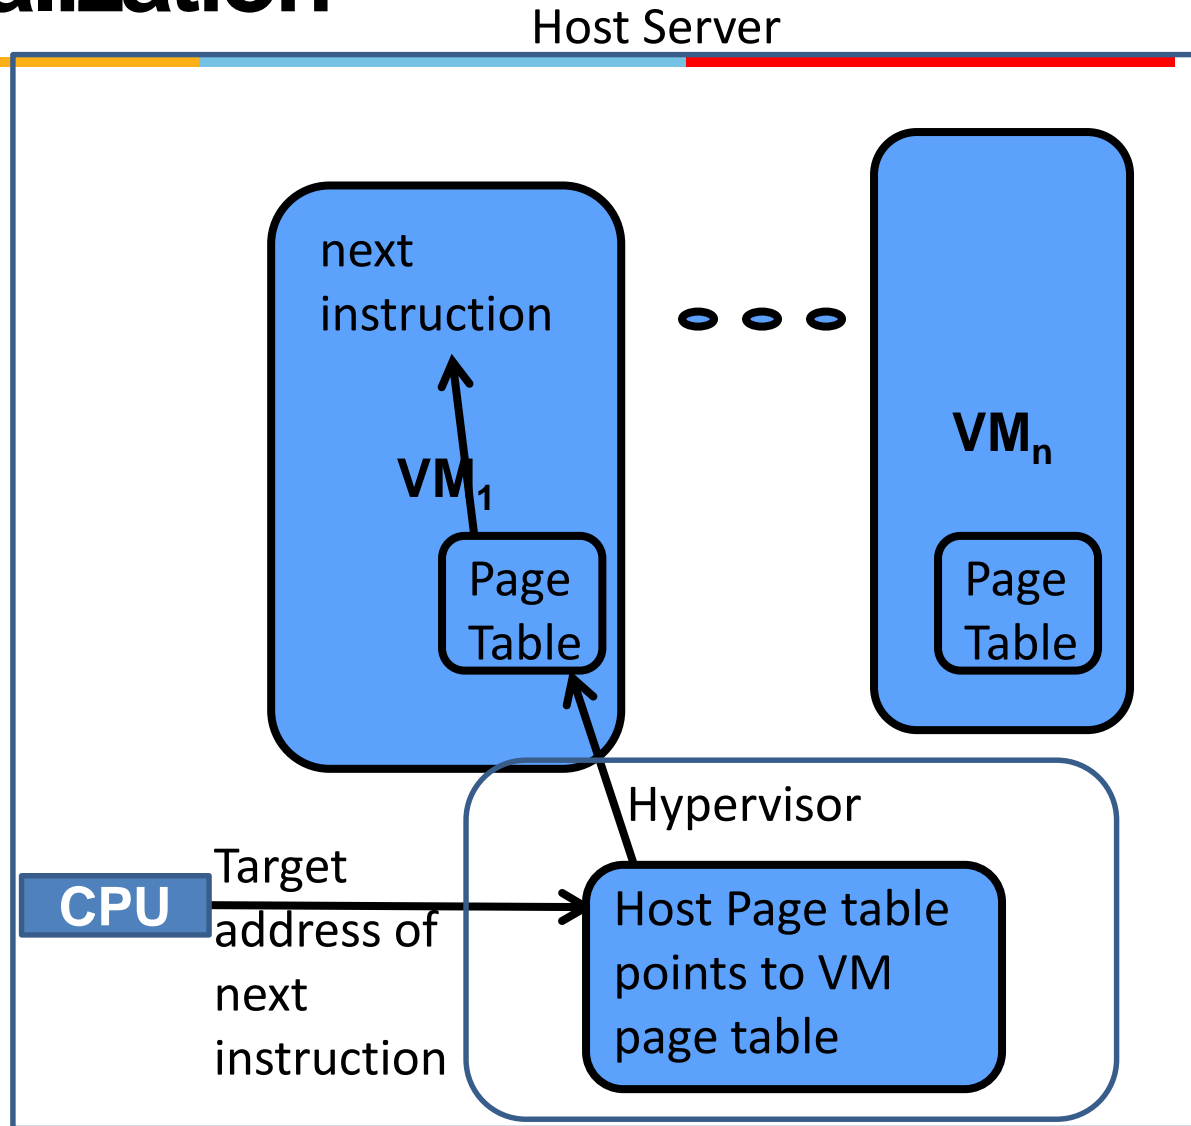 Host Server
next
instruction
VM1
Page
Table
VMn
Page
Table
Hypervisor
CPU
Target
address of
next
instruction
Host Page table
points to VM
page table